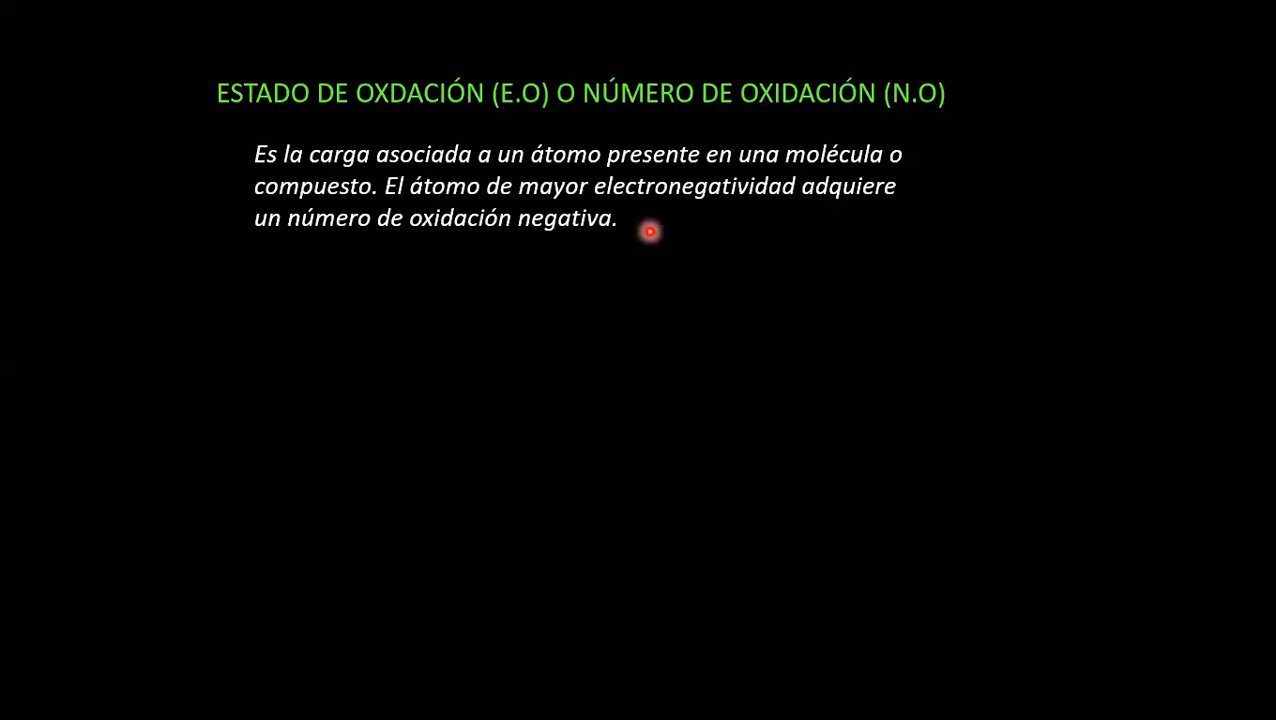 ESTADO DE OXDACIÓN (E.O) O NÚMERO DE OXIDACIÓN (N.O)
Es la carga asociada a un átomo presente en una molécula o
compuesto. El átomo de mayor electronegatividad adquiere
un número de oxidación negativa.